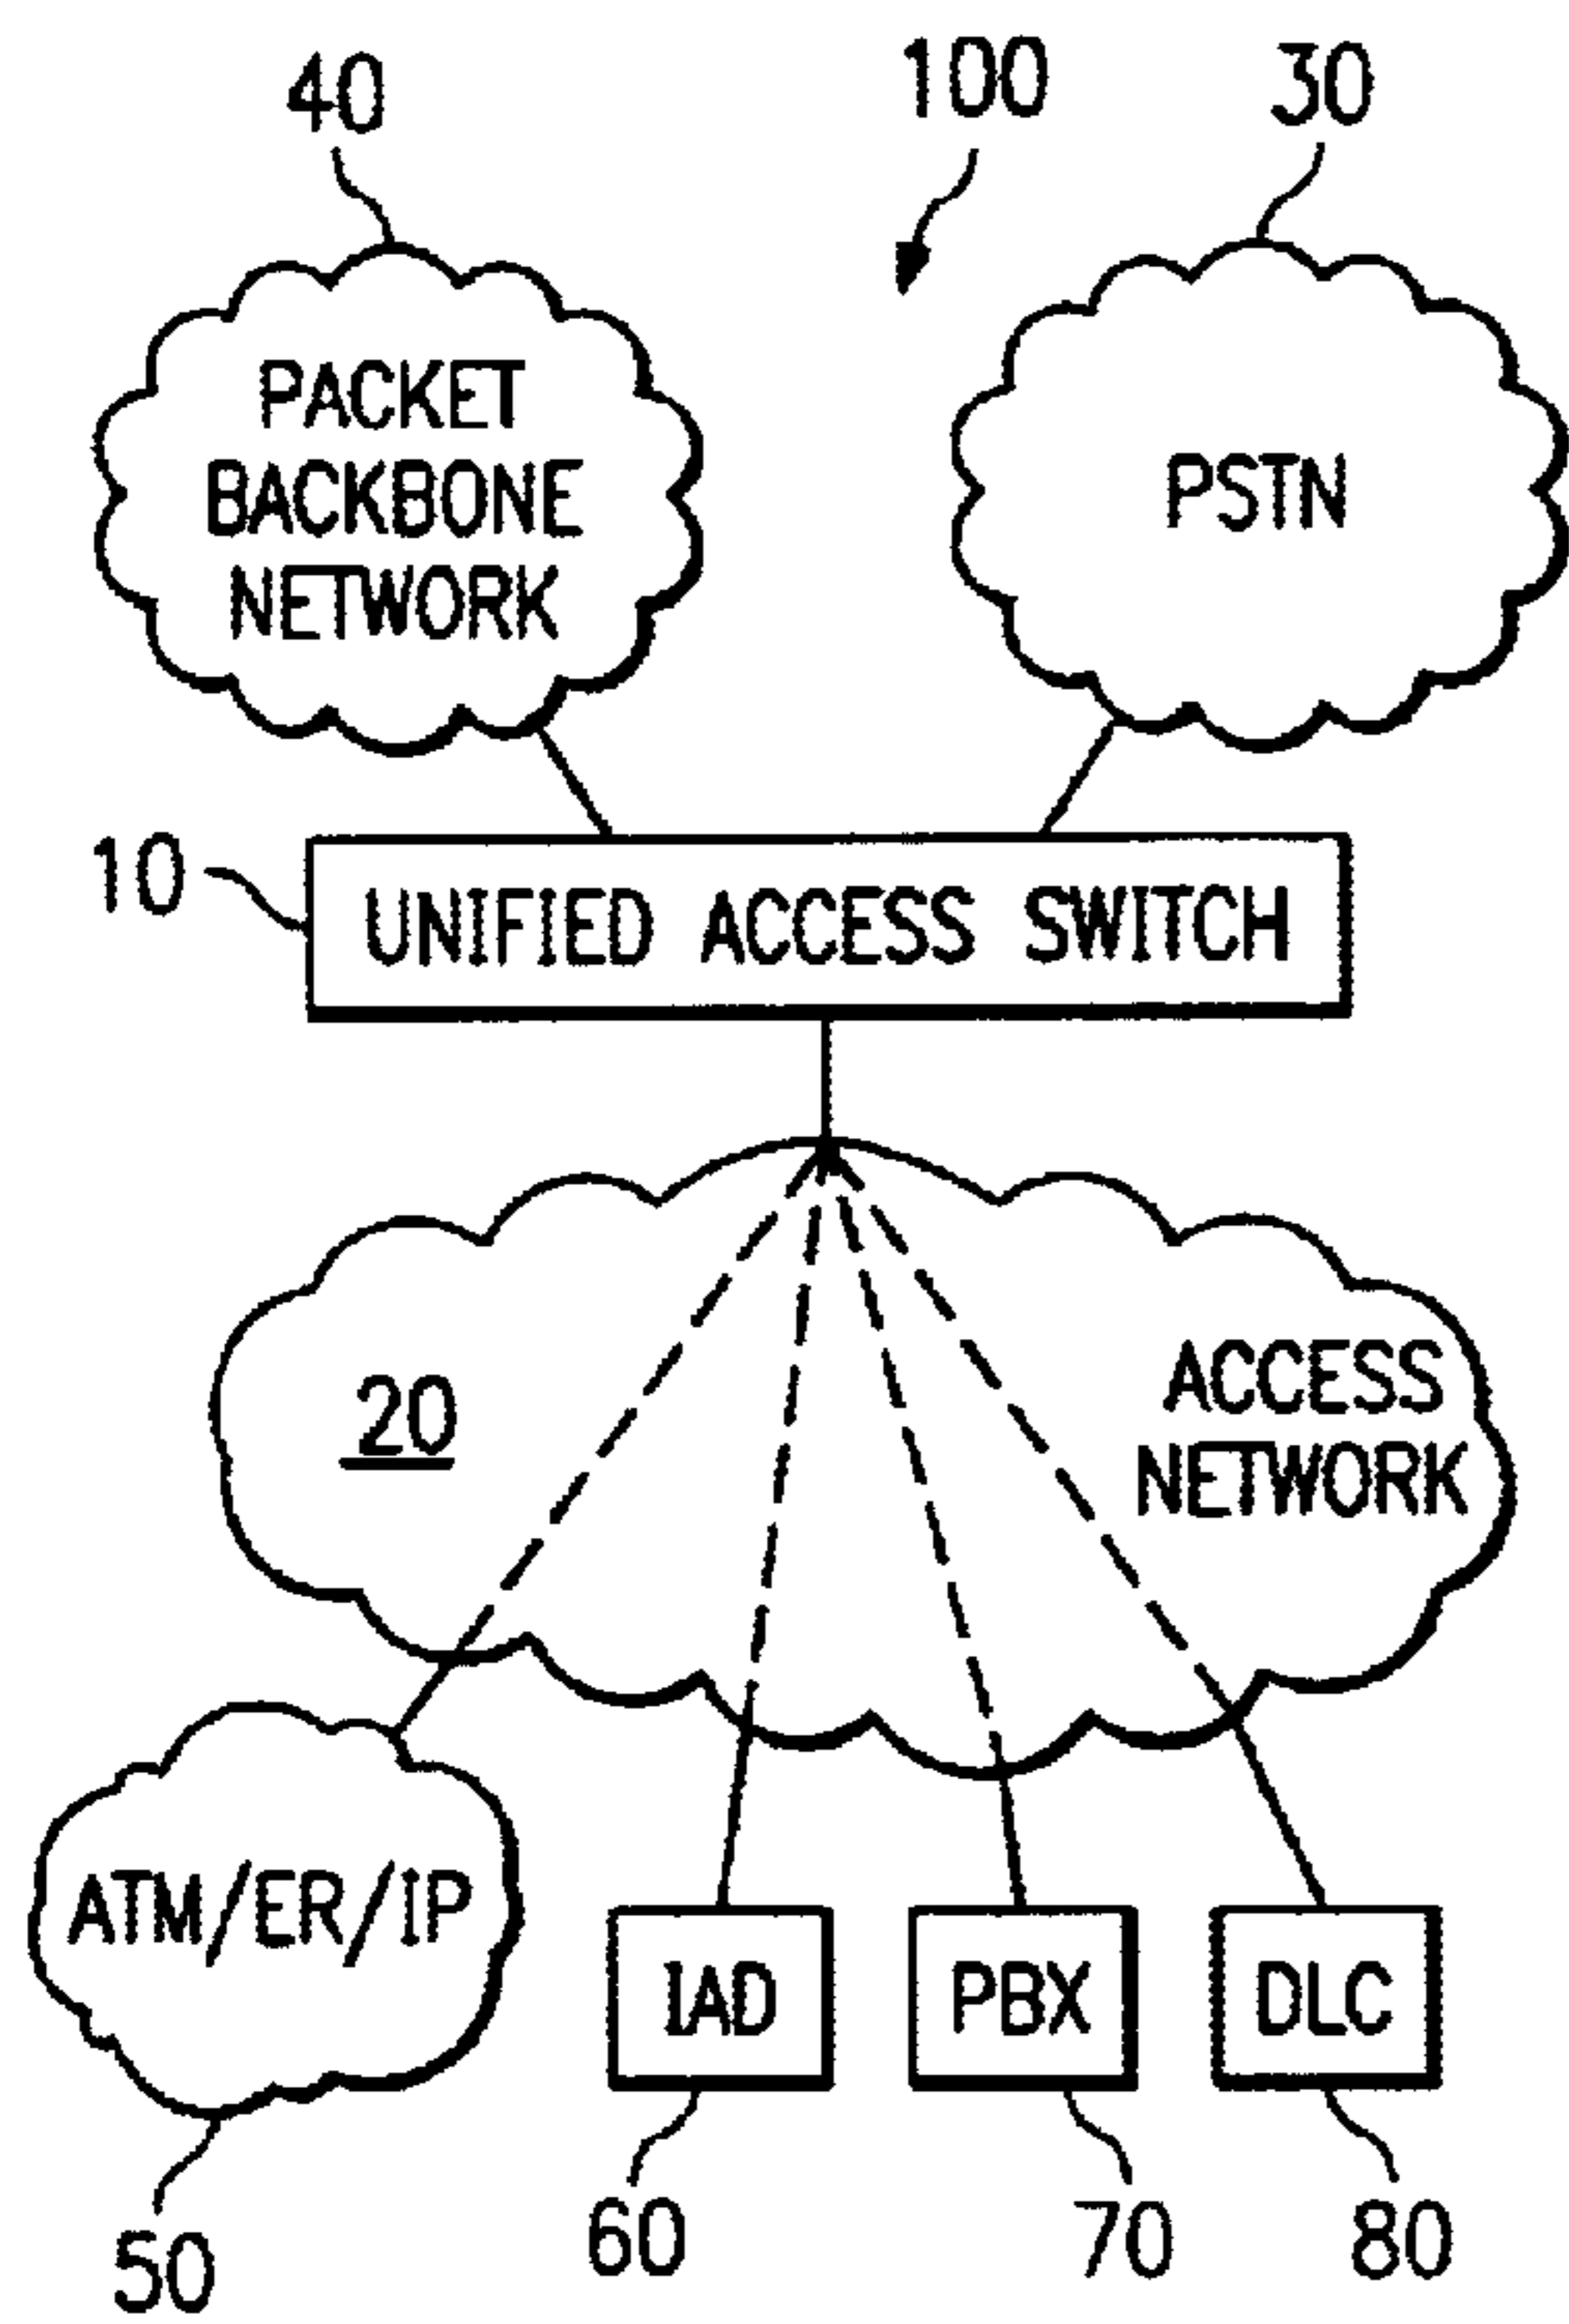 40
100
30
PACKET
BACKBONE
NETWORK
PSTN
10
UNIFIED ACCESS SWITCH
20
ACCESS
NETWORK
ATM/ER/IP
IAD
PBX
DLC
50
60
70
80